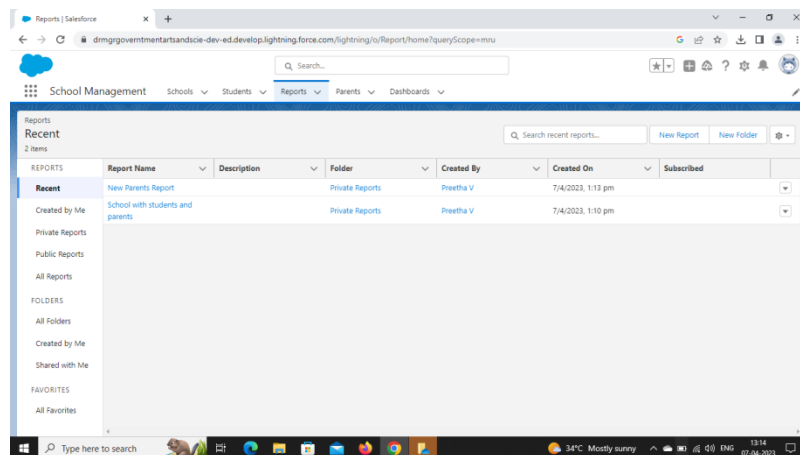 Reports | Salesforce
drmgrgovernmentartsandscie-dev-ed.develop.lightning.force.com/lightning/o/Report/home?queryScope=mru
Search...
School Management Schools Students Reports Parents Dashboards
Reports
Recent
2 items
Search recent reports...
New Report New Folder
REPORTS Report Name Description Folder Created By Created On Subscribed
Recent New Parents Report Private Reports Preetha V 7/4/2023, 1:13 pm
Created by Me School with students and parents Private Reports Preetha V 7/4/2023, 1:10 pm
Private Reports
Public Reports
All Reports
FOLDERS
All Folders
Created by Me
Shared with Me
FAVORITES
All Favorites
Type here to search 34°C Mostly sunny ENG 13:14
07-04-2023